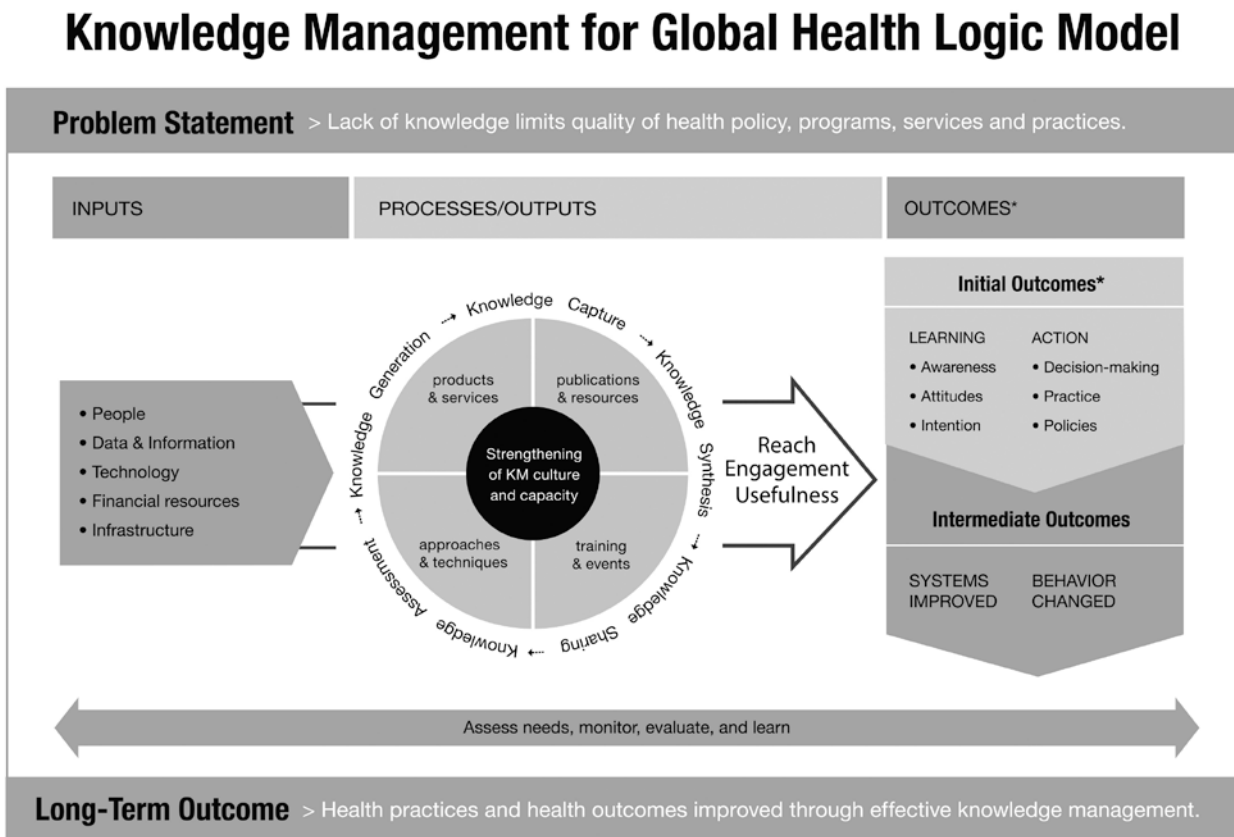 Knowledge Management for Global Health Logic Model
Problem Statement > Lack of knowledge limits quality of health policy, programs, services and practices.
INPUTS
PROCESSES/OUTPUTS
OUTCOMES*
• People
• Data & Information
• Technology
• Financial resources
• Infrastructure
Knowledge Generation
Knowledge Capture
Knowledge Synthesis
Knowledge Sharing
Knowledge Assessment
products
& services
publications
& resources
Strengthening
of KM culture
and capacity
approaches
& techniques
training
& events
Reach
Engagement
Usefulness
Initial Outcomes*
LEARNING
• Awareness
• Attitudes
• Intention
ACTION
• Decision-making
• Practice
• Policies
Intermediate Outcomes
SYSTEMS
IMPROVED
BEHAVIOR
CHANGED
Assess needs, monitor, evaluate, and learn
Long-Term Outcome > Health practices and health outcomes improved through effective knowledge management.